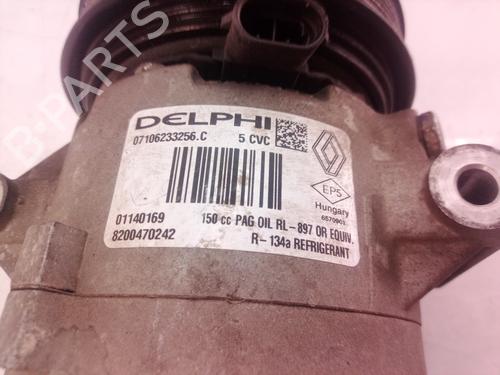 DELPHI
07106233256.C 5 CVC
EPS
Hungary
6570901
01140169 150 cc PAG OIL RL-897 OR EQUIV.
8200470242 R-134a REFRIGERANT
B-PARTS